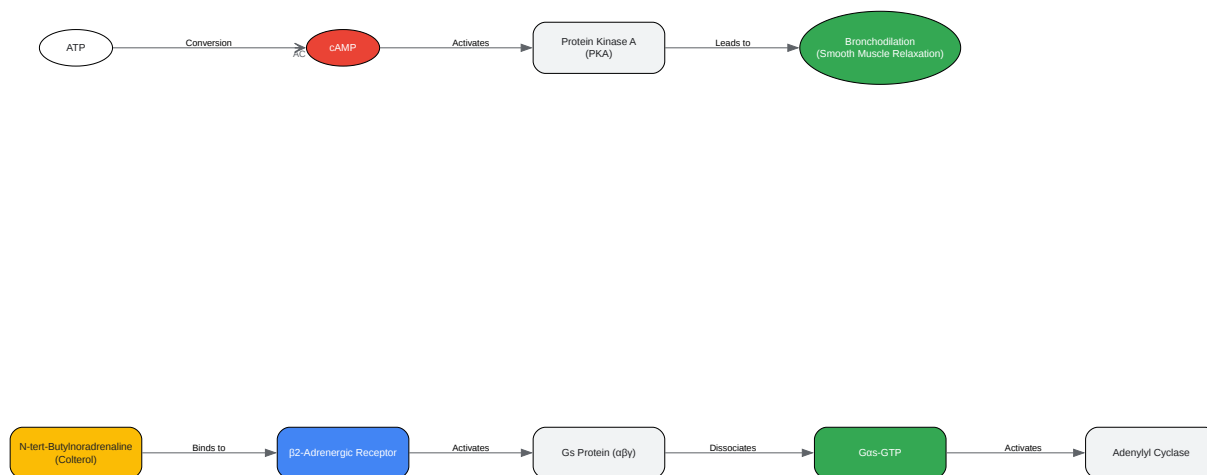 ATP
Conversion
AC
cAMP
Activates
Protein Kinase A
(PKA)
Leads to
Bronchodilation
(Smooth Muscle Relaxation)
N-tert-Butylnoradrenaline
(Colterol)
Binds to
β2-Adrenergic Receptor
Activates
Gs Protein (αβγ)
Dissociates
Gαs-GTP
Activates
Adenylyl Cyclase